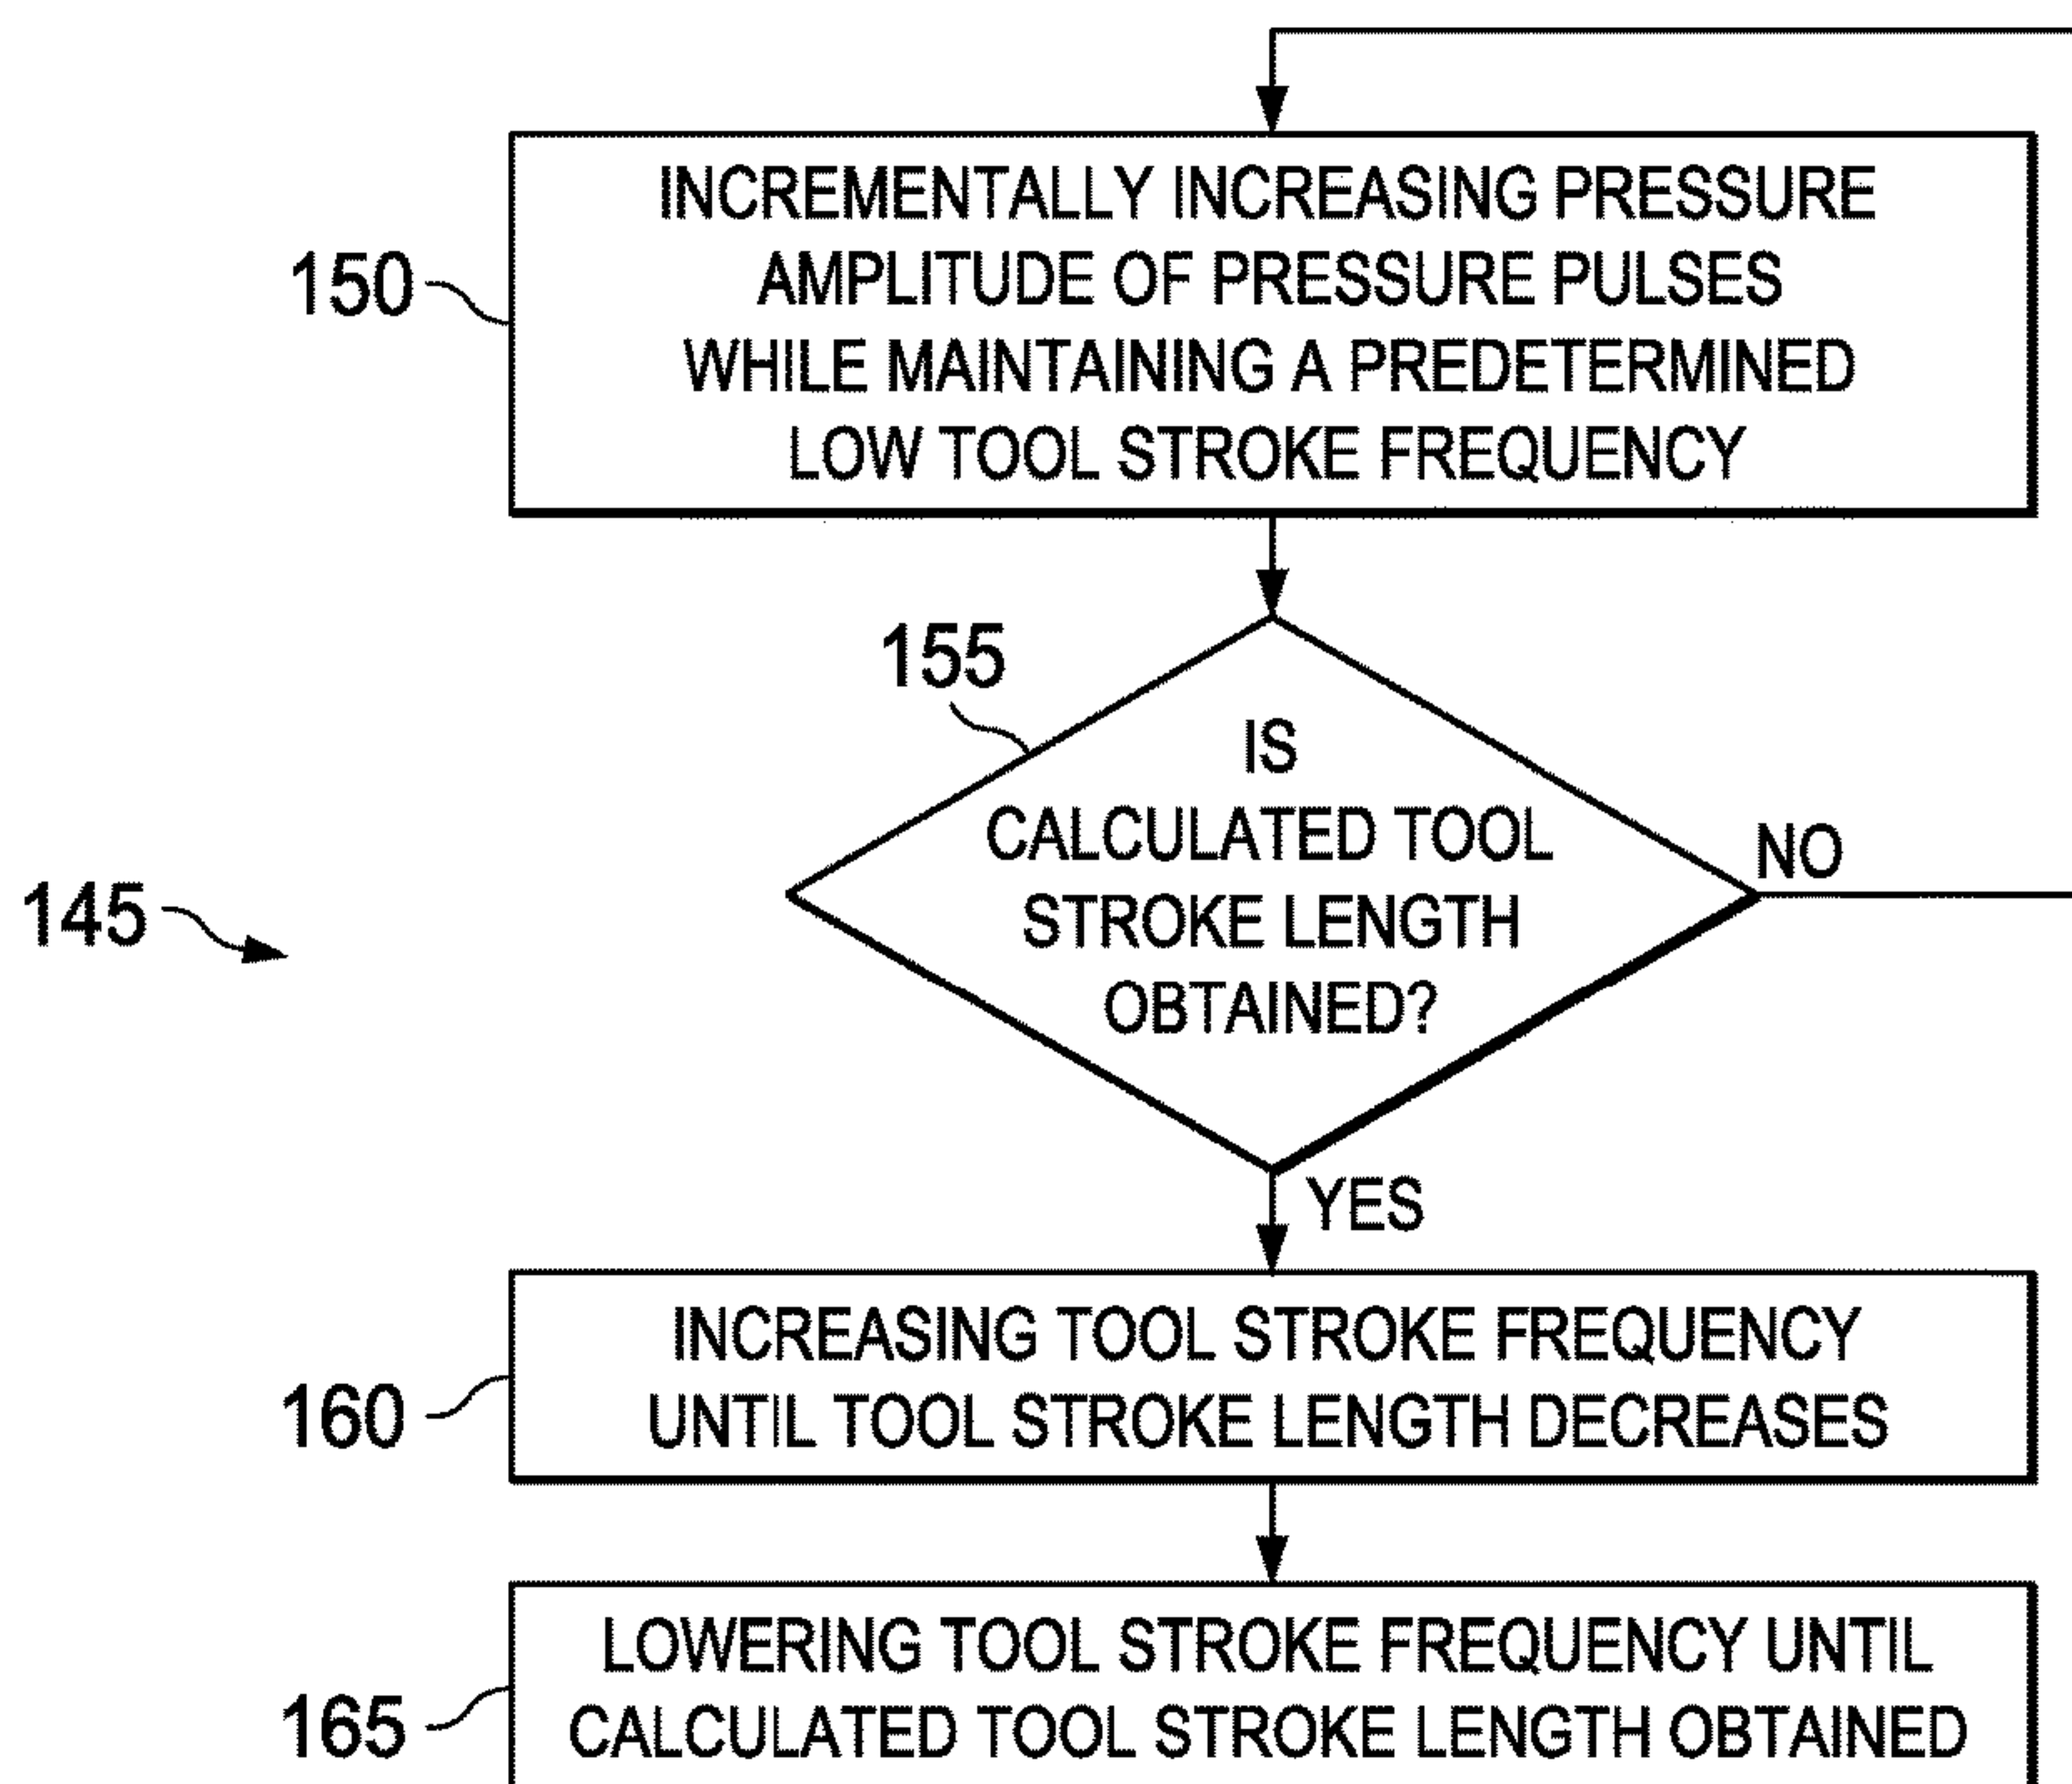 INCREMENTALLY INCREASING PRESSURE
AMPLITUDE OF PRESSURE PULSES
WHILE MAINTAINING A PREDETERMINED
LOW TOOL STROKE FREQUENCY
150
155
IS
CALCULATED TOOL
STROKE LENGTH
OBTAINED?
NO
145
YES
INCREASING TOOL STROKE FREQUENCY
UNTIL TOOL STROKE LENGTH DECREASES
160
LOWERING TOOL STROKE FREQUENCY UNTIL
CALCULATED TOOL STROKE LENGTH OBTAINED
165